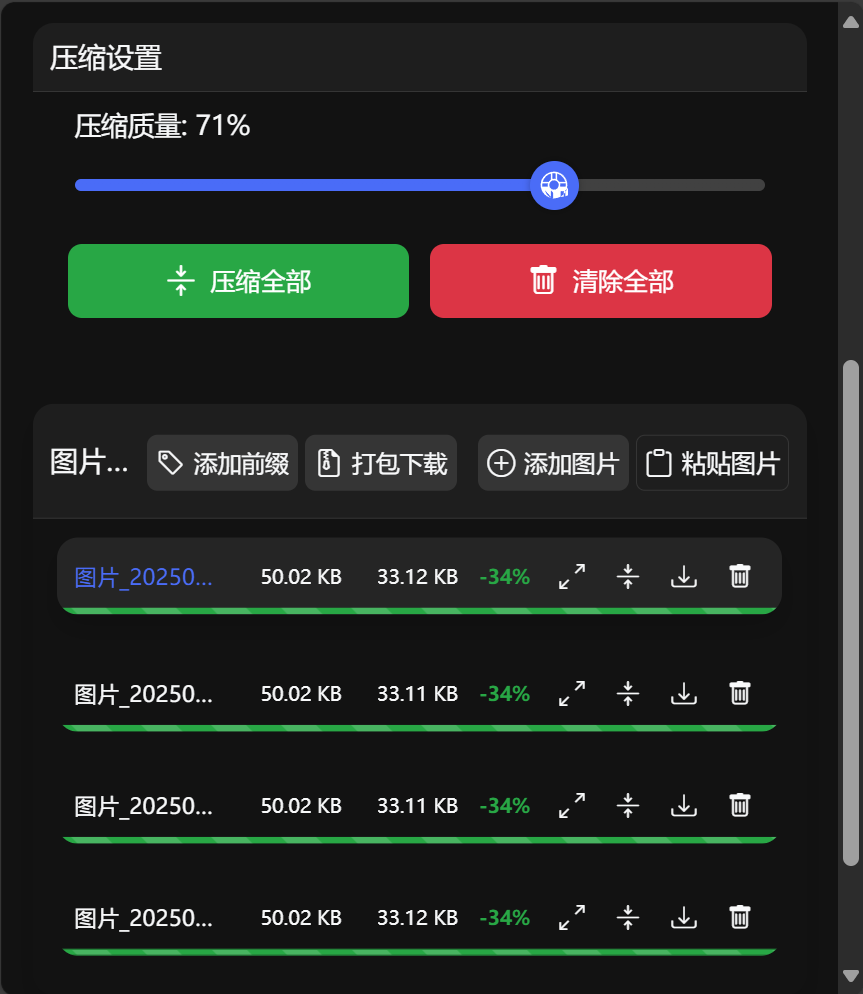 压缩设置
压缩质量: 71%
压缩全部 清除全部
图片... 添加前缀 打包下载 添加图片 粘贴图片
图片_20250... 50.02 KB 33.12 KB -34%
图片_20250... 50.02 KB 33.11 KB -34%
图片_20250... 50.02 KB 33.11 KB -34%
图片_20250... 50.02 KB 33.12 KB -34%